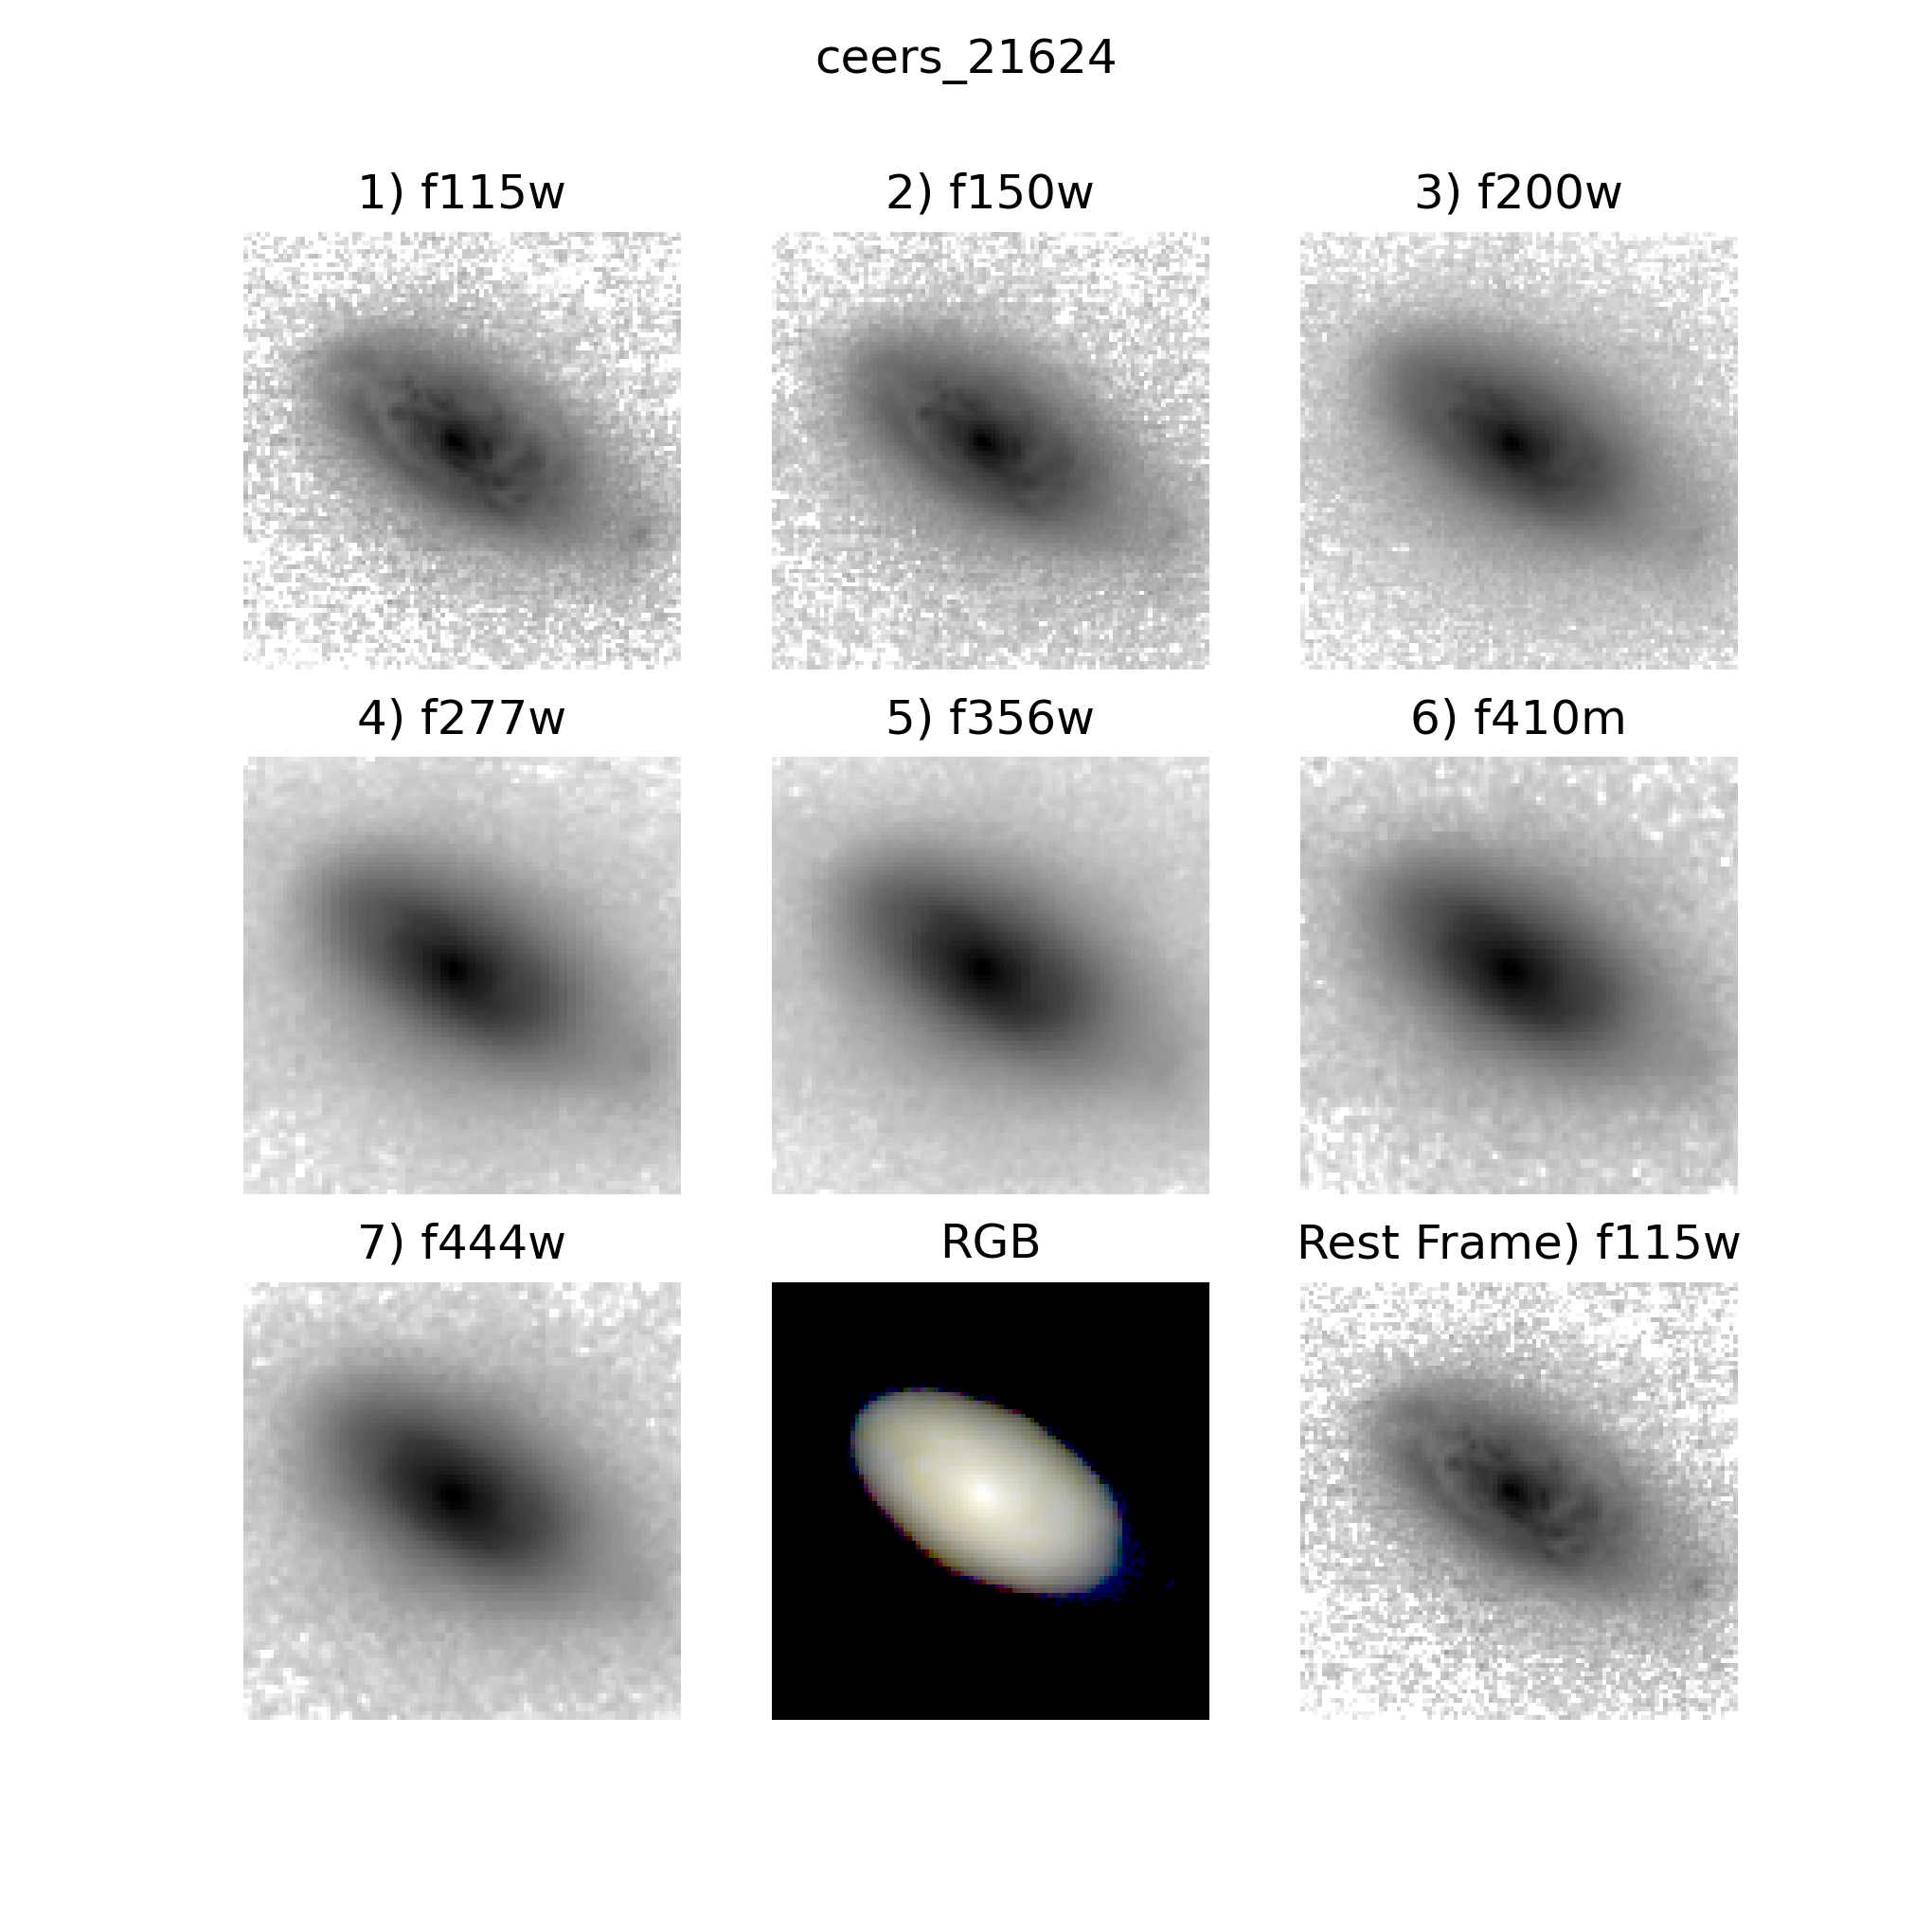 ceers_21624
1) f115w
2) f150w
3) f200w
4) f277w
5) f356w
6) f410m
7) f444w
RGB
Rest Frame) f115w